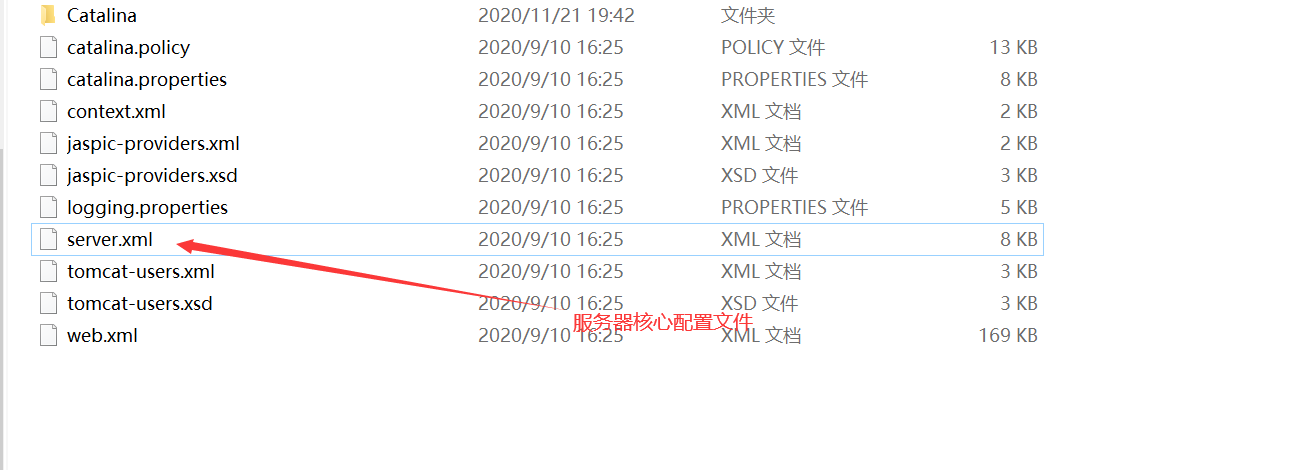 Catalina 2020/11/21 19:42 文件夹
catalina.policy 2020/9/10 16:25 POLICY 文件 13 KB
catalina.properties 2020/9/10 16:25 PROPERTIES 文件 8 KB
context.xml 2020/9/10 16:25 XML 文档 2 KB
jaspic-providers.xml 2020/9/10 16:25 XML 文档 2 KB
jaspic-providers.xsd 2020/9/10 16:25 XSD 文件 3 KB
logging.properties 2020/9/10 16:25 PROPERTIES 文件 5 KB
server.xml 2020/9/10 16:25 XML 文档 8 KB
tomcat-users.xml 2020/9/10 16:25 XML 文档 3 KB
tomcat-users.xsd 2020/9/10 16:25 XSD 文件 3 KB
服务器核心配置文件
web.xml 2020/9/10 16:25 XML 文档 169 KB